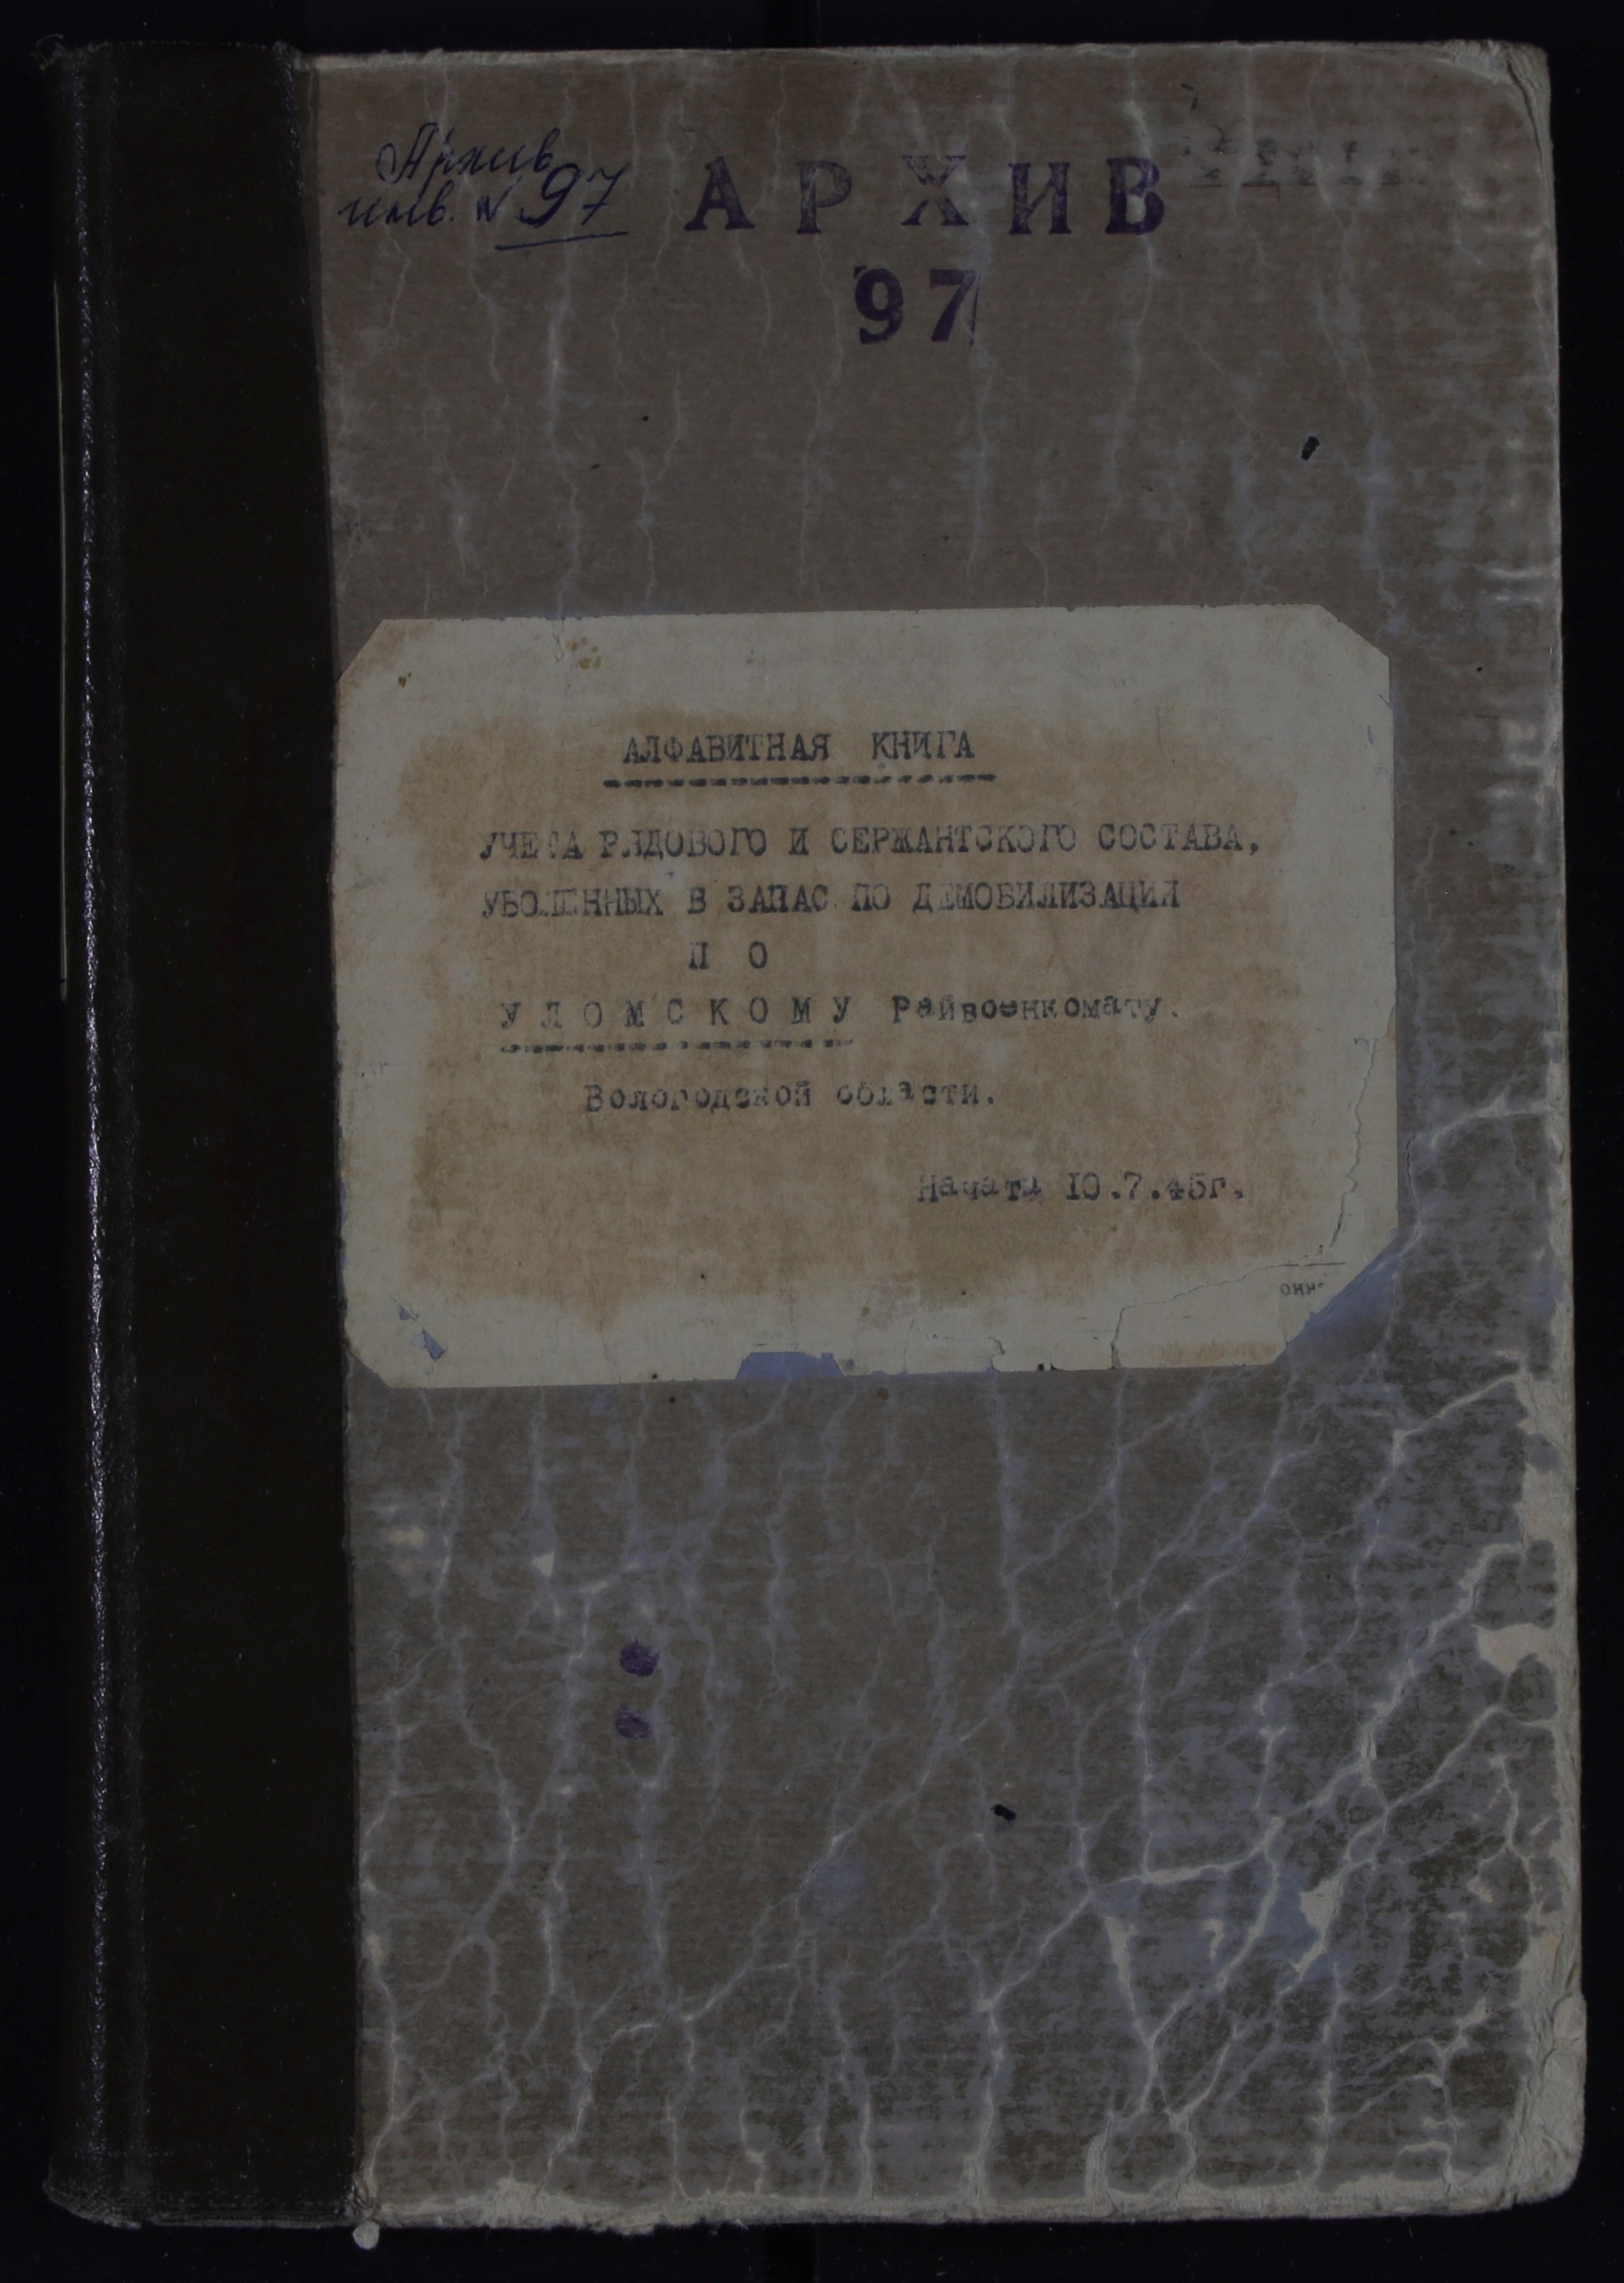 Архив
инв. № 97
АРХИВ
97
АЛФАВИТНАЯ КНИГА
УЧЕТА РЯДОВОГО И СЕРЖАНТСКОГО СОСТАВА,
УВОЛЕННЫХ В ЗАПАС ПО ДЕМОБИЛИЗАЦИИ
П О
У Л О М С К О М У Райвоенкомату.
Вологодской области.
Начата 10.7.45г.